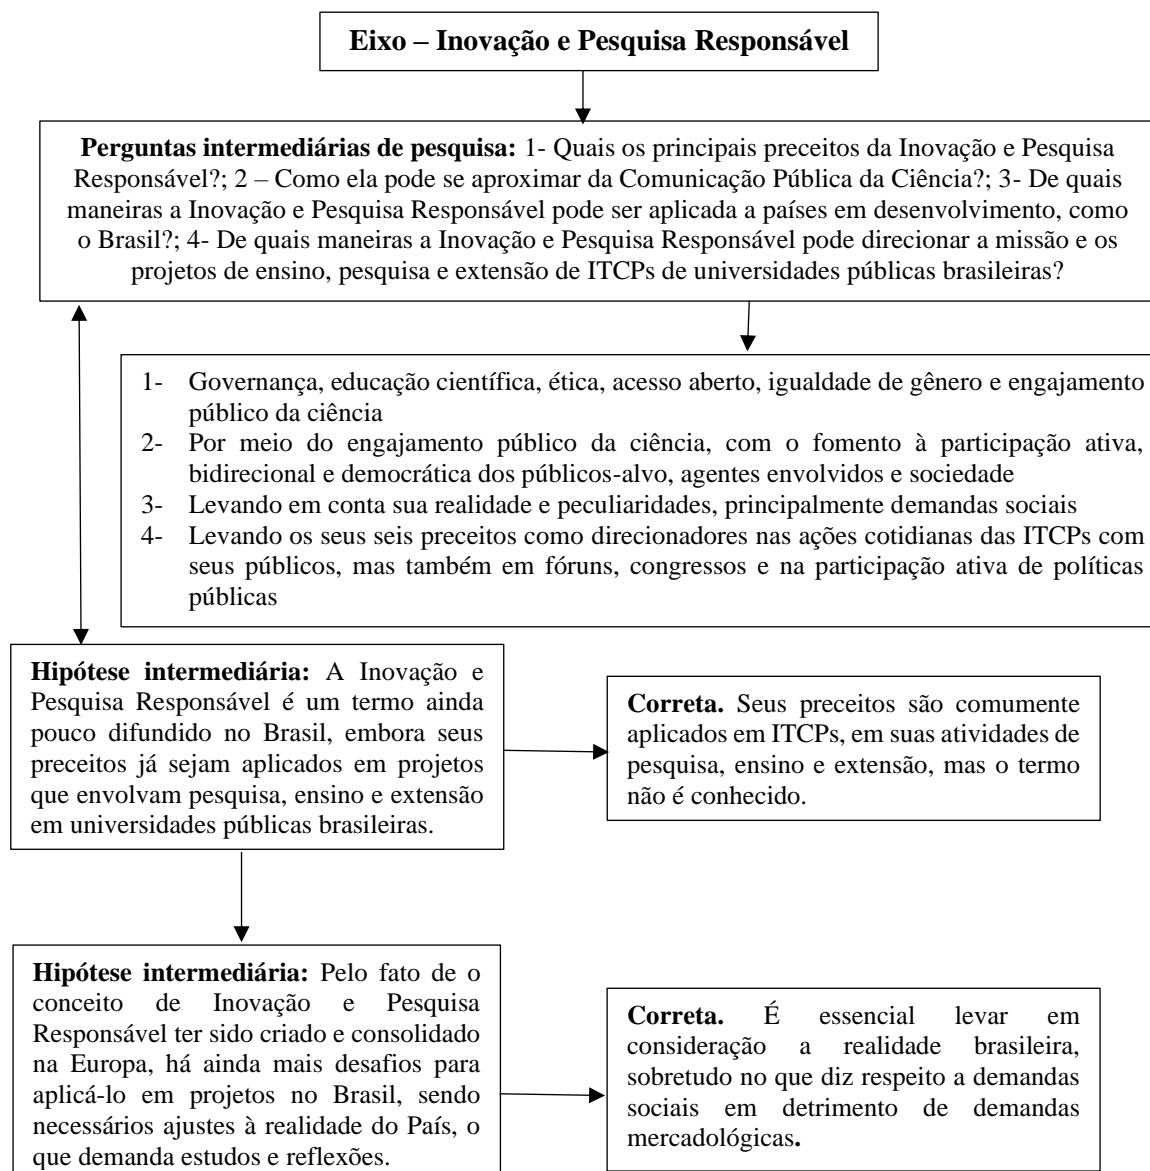 Eixo – Inovação e Pesquisa Responsável
Perguntas intermediárias de pesquisa: 1- Quais os principais preceitos da Inovação e Pesquisa
Responsável?; 2 – Como ela pode se aproximar da Comunicação Pública da Ciência?; 3- De quais
maneiras a Inovação e Pesquisa Responsável pode ser aplicada a países em desenvolvimento, como
o Brasil?; 4- De quais maneiras a Inovação e Pesquisa Responsável pode direcionar a missão e os
projetos de ensino, pesquisa e extensão de ITCPs de universidades públicas brasileiras?
1- Governança, educação científica, ética, acesso aberto, igualdade de gênero e engajamento
público da ciência
2- Por meio do engajamento público da ciência, com o fomento à participação ativa,
bidirecional e democrática dos públicos-alvo, agentes envolvidos e sociedade
3- Levando em conta sua realidade e peculiaridades, principalmente demandas sociais
4- Levando os seus seis preceitos como direcionadores nas ações cotidianas das ITCPs com
seus públicos, mas também em fóruns, congressos e na participação ativa de políticas
públicas
Hipótese intermediária: A Inovação e
Pesquisa Responsável é um termo ainda
pouco difundido no Brasil, embora seus
preceitos já sejam aplicados em projetos
que envolvam pesquisa, ensino e extensão
em universidades públicas brasileiras.
Correta. Seus preceitos são comumente
aplicados em ITCPs, em suas atividades de
pesquisa, ensino e extensão, mas o termo
não é conhecido.
Hipótese intermediária: Pelo fato de o
conceito de Inovação e Pesquisa
Responsável ter sido criado e consolidado
na Europa, há ainda mais desafios para
aplicá-lo em projetos no Brasil, sendo
necessários ajustes à realidade do País, o
que demanda estudos e reflexões.
Correta. É essencial levar em
consideração a realidade brasileira,
sobretudo no que diz respeito a demandas
sociais em detrimento de demandas
mercadológicas.